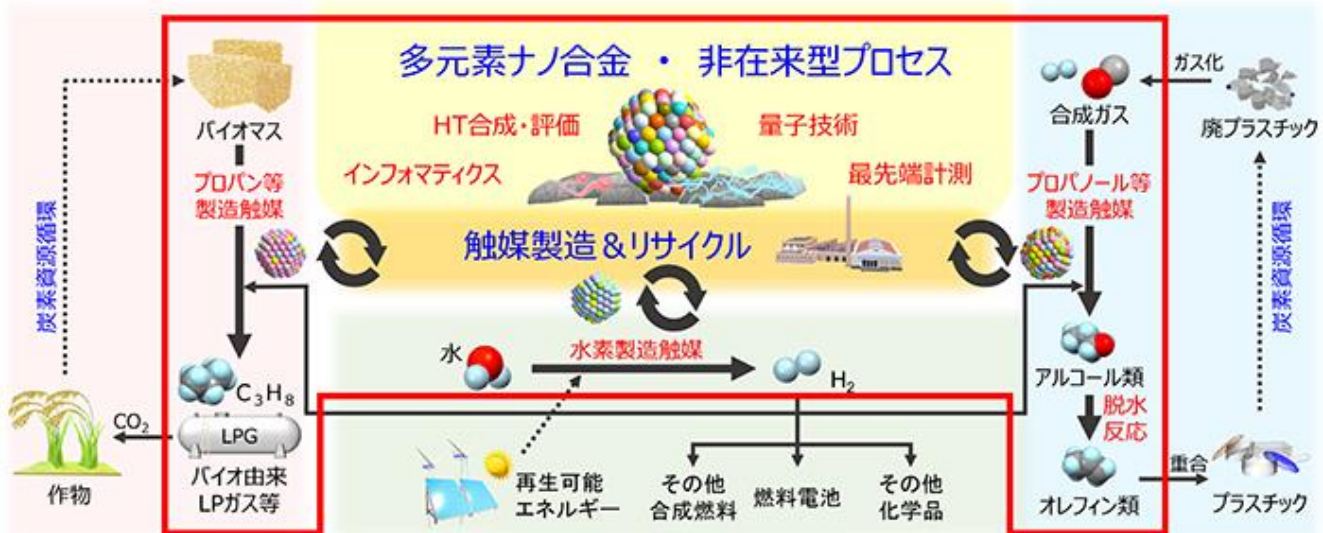 多元素ナノ合金 ・ 非在来型プロセス
HT合成・評価
量子技術
インフォマティクス
最先端計測
触媒製造＆リサイクル
バイオマス
プロパン等
製造触媒
炭素資源循環
C3H8
LPG
バイオ由来
LPガス等
CO2
作物
水
水素製造触媒
H2
再生可能
エネルギー
その他
合成燃料
燃料電池
その他
化学品
合成ガス
ガス化
廃プラスチック
プロパノール等
製造触媒
炭素資源循環
アルコール類
脱水
反応
オレフィン類
重合
プラスチック